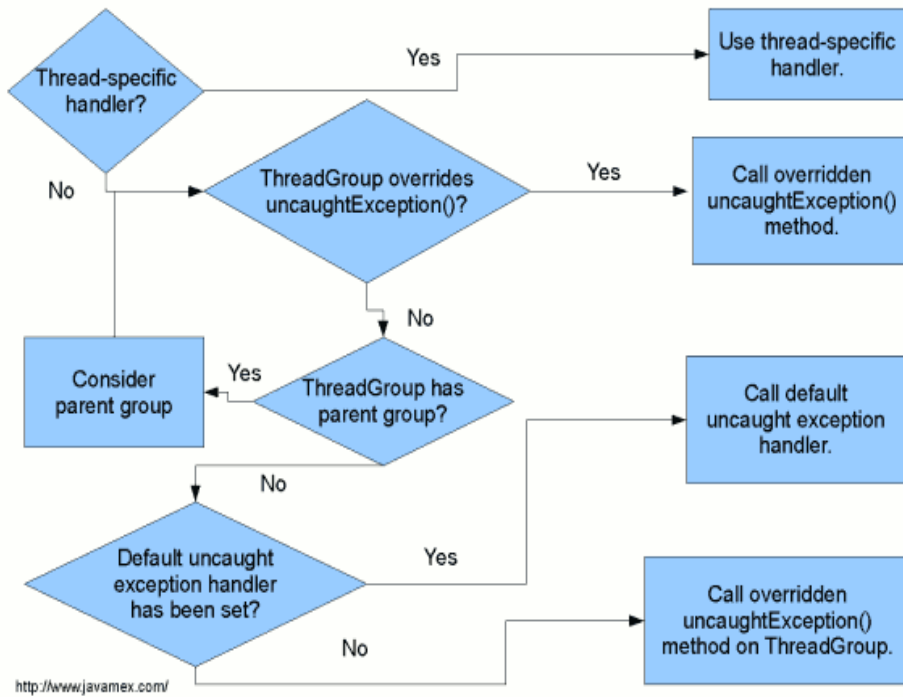 Thread-specific
handler?
Yes
Use thread-specific
handler.
No
ThreadGroup overrides
uncaughtException()?
Yes
Call overridden
uncaughtException()
method.
No
Consider
parent group
Yes
ThreadGroup has
parent group?
Call default
uncaught exception
handler.
No
Default uncaught
exception handler
has been set?
Yes
Call overridden
uncaughtException()
method on ThreadGroup.
No
http://www.javamex.com/